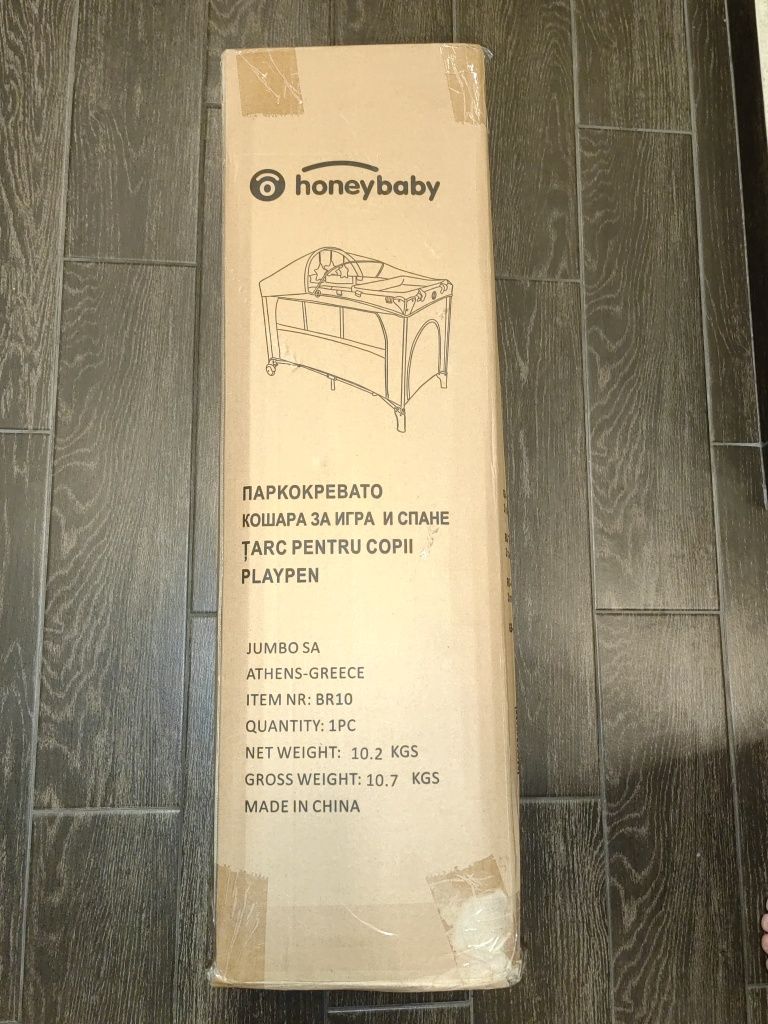 honeybaby
ΠΑΡΚΟΚΡΕΒΑΤΟ
КОШАРА ЗА ИГРА И СПАНЕ
ȚARC PENTRU COPII
PLAYPEN
JUMBO SA
ATHENS-GREECE
ITEM NR: BR10
QUANTITY: 1PC
NET WEIGHT: 10.2 KGS
GROSS WEIGHT: 10.7 KGS
MADE IN CHINA